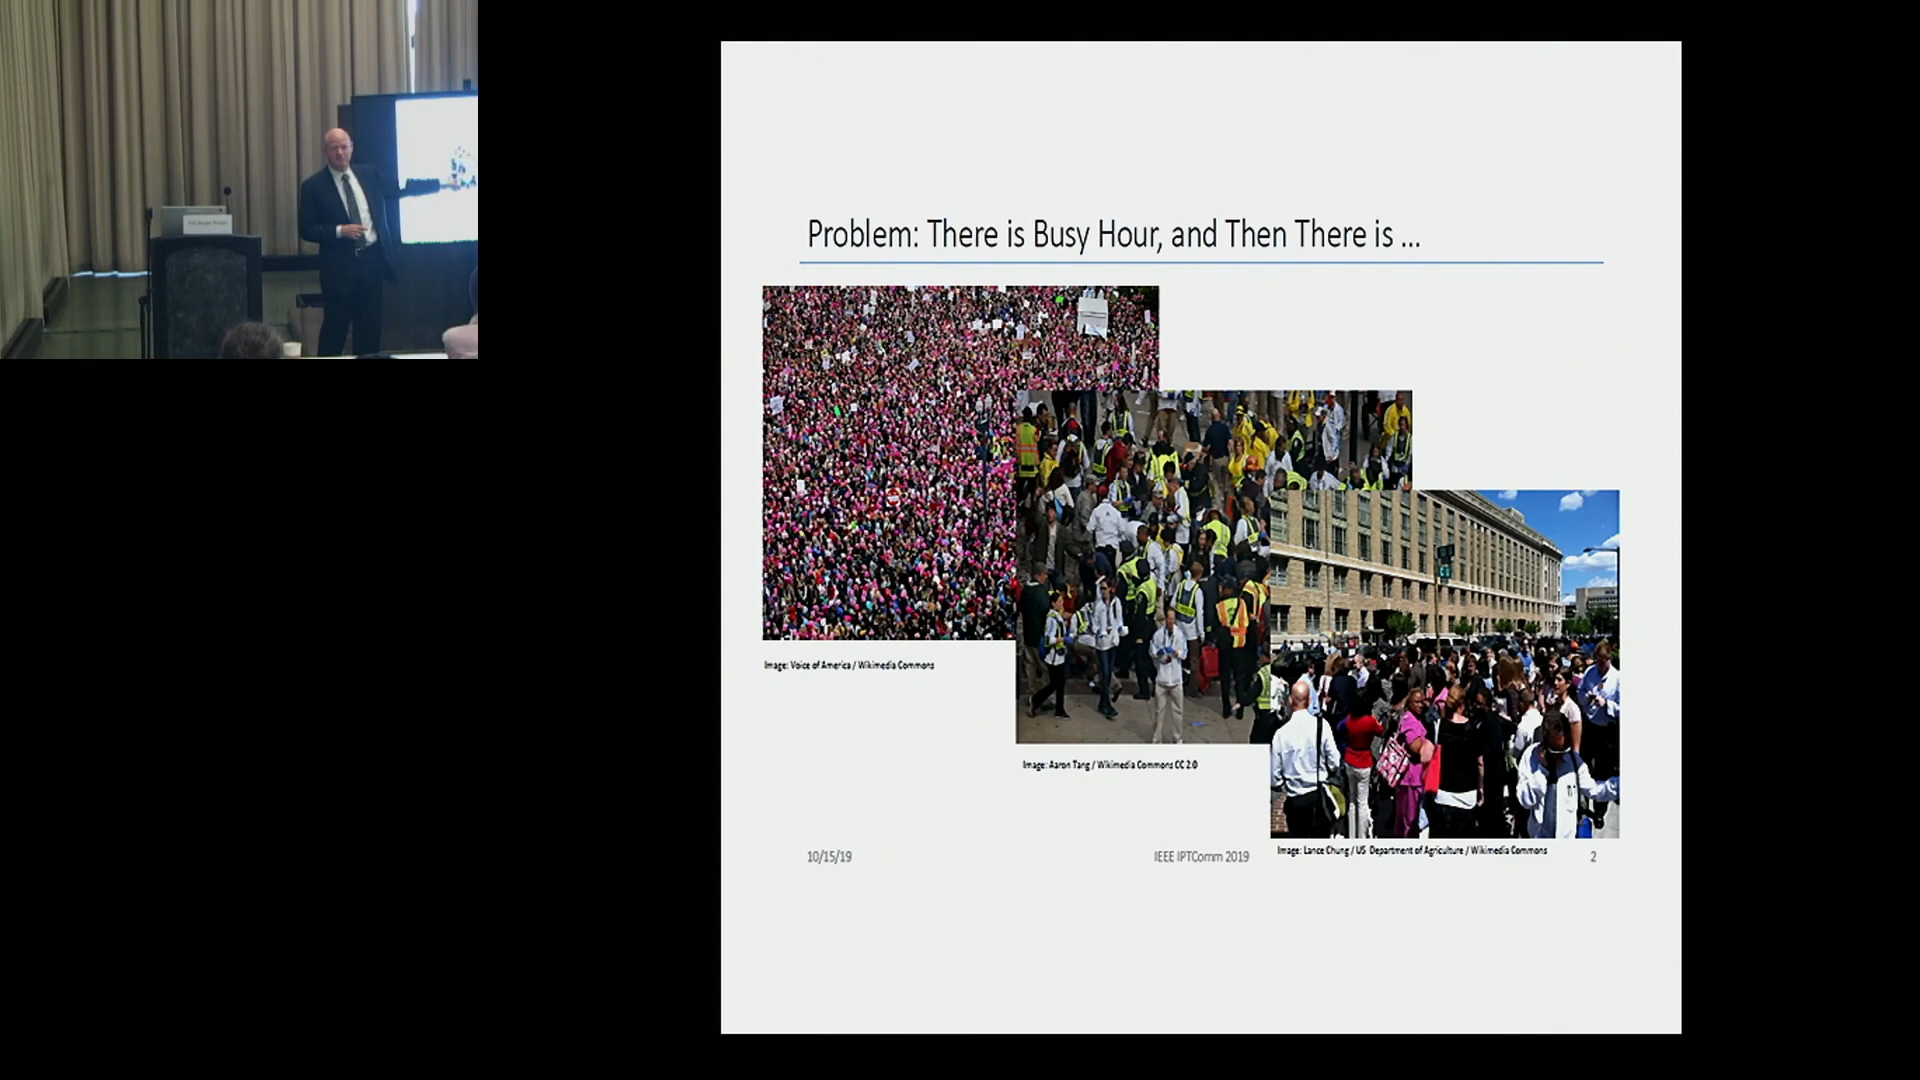 Problem: There is Busy Hour, and Then There is ...
Image: Voice of America / Wikimedia Commons
Image: Aaron Tang / Wikimedia Commons CC 2.0
Image: Lance Chung / US Department of Agriculture / Wikimedia Commons
10/15/19
IEEE IPTComm 2019
2